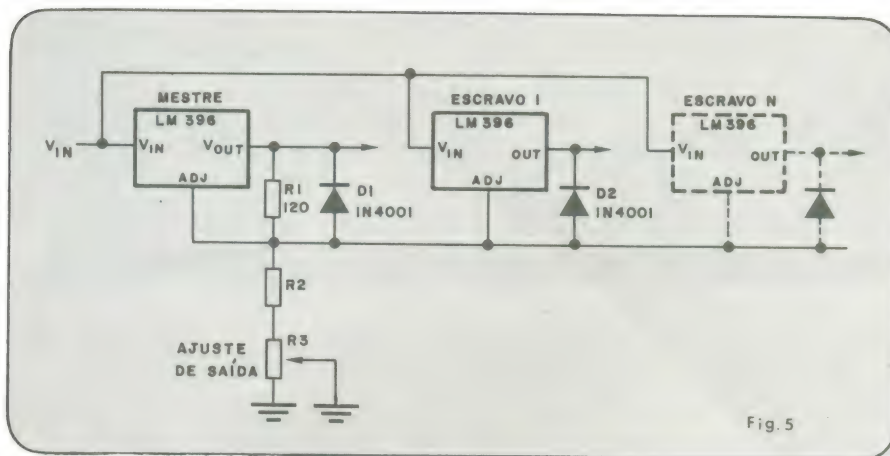 MESTRE
LM 396
V_IN
V_IN
V_OUT
ADJ
R1
120
D1
1N4001
R2
R3
AJUSTE
DE SAÍDA
ESCRAVO 1
LM 396
V_IN
OUT
ADJ
D2
1N4001
ESCRAVO N
LM 396
V_IN
OUT
ADJ
Fig. 5